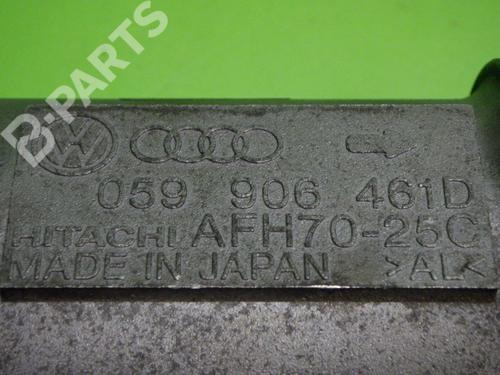 B-PARTS
059 906 461D
HITACHI AFH70-25C
MADE IN JAPAN >AL<